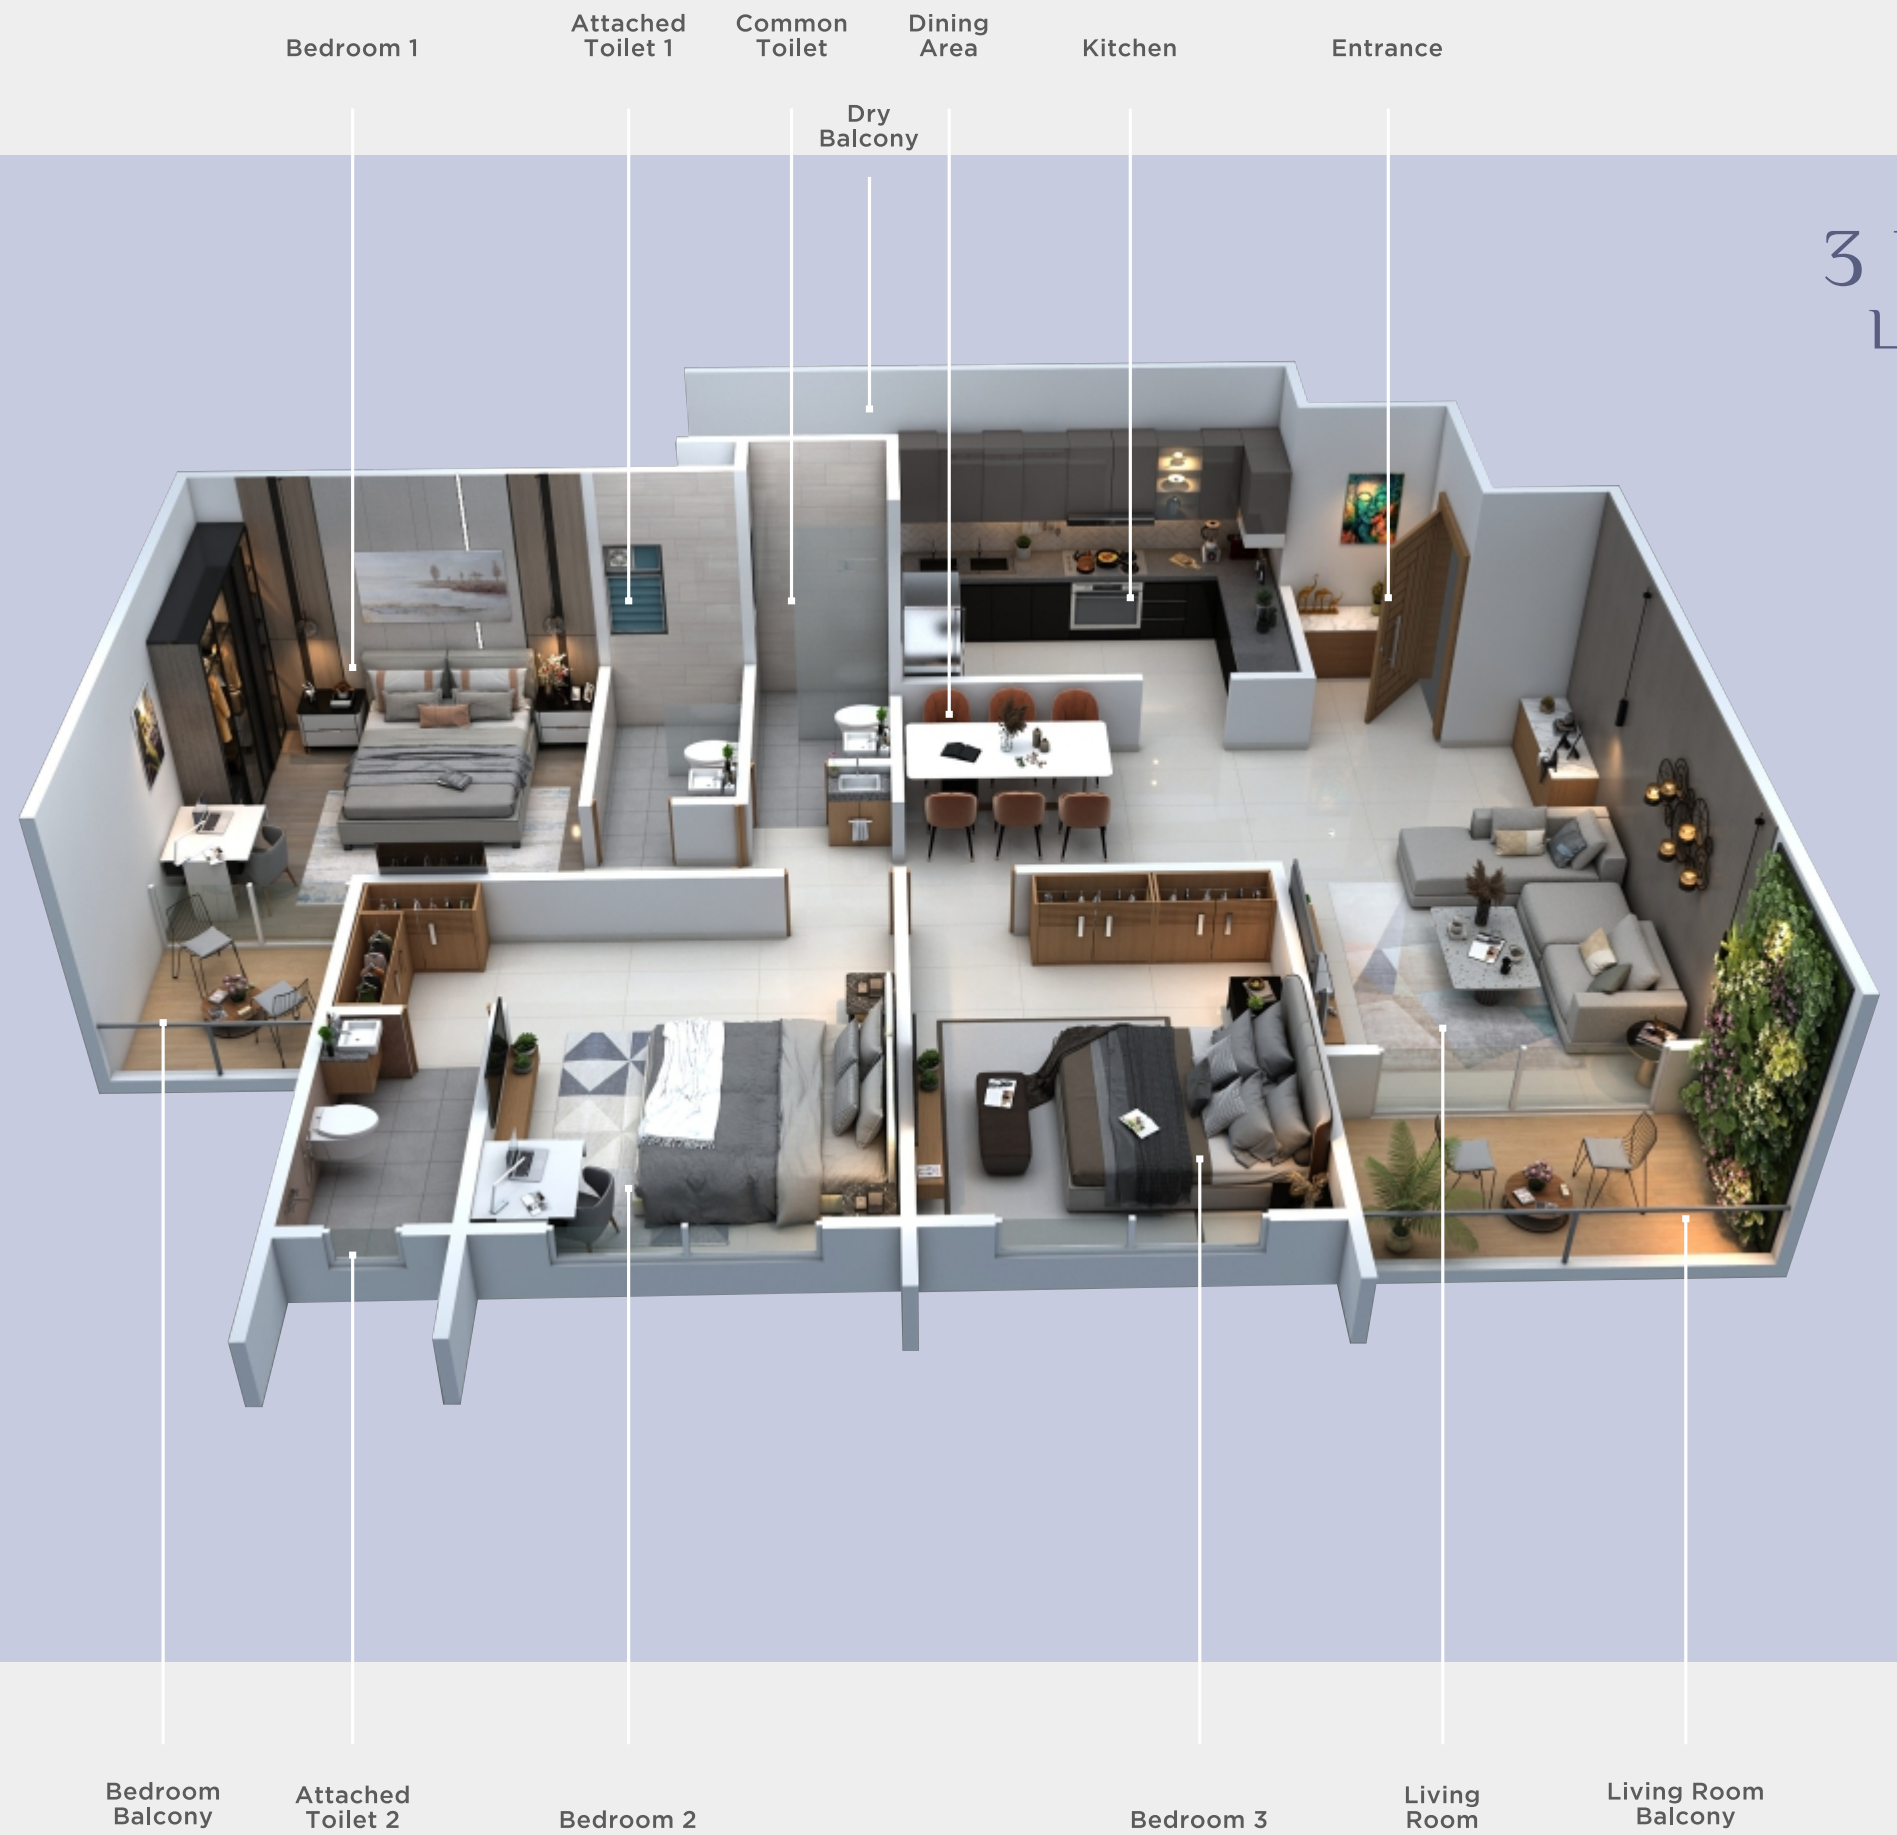 Bedroom 1
Attached
Toilet 1
Common
Toilet
Dining
Area
Kitchen
Entrance
Dry
Balcony
3
Bedroom
Balcony
Attached
Toilet 2
Bedroom 2
Bedroom 3
Living
Room
Living Room
Balcony